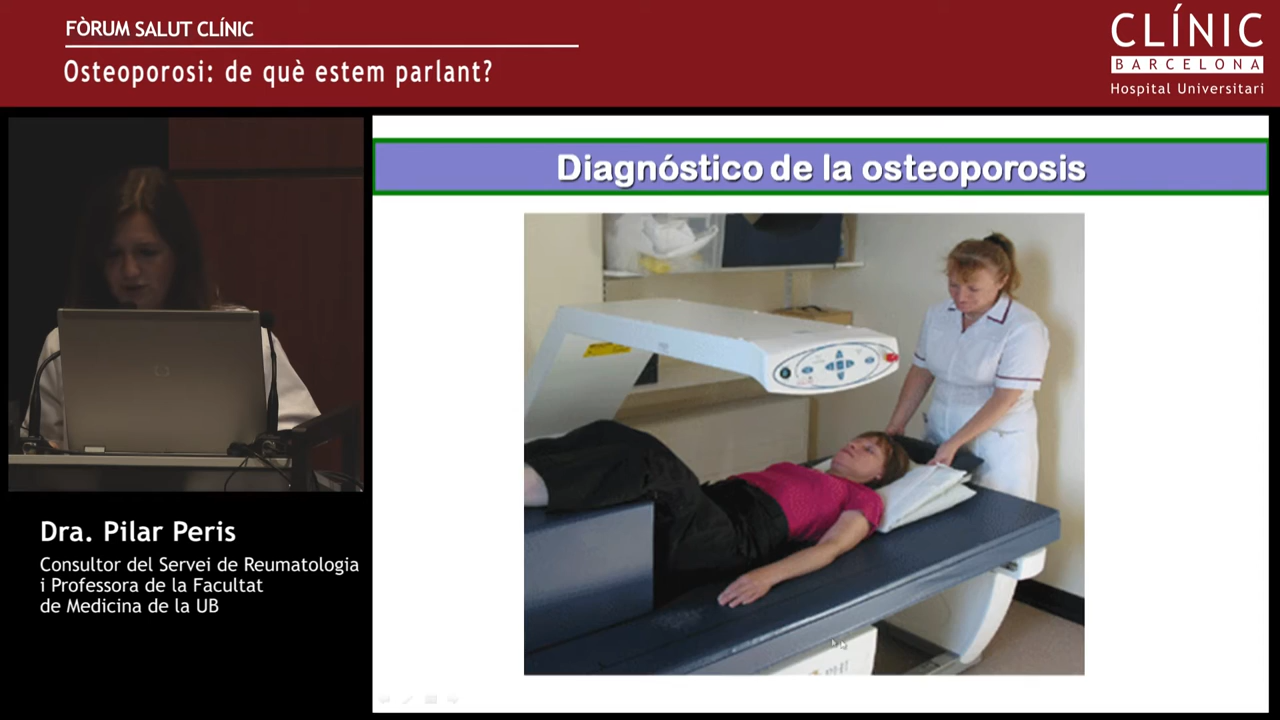 FÒRUM SALUT CLÍNIC
Osteoporosi: de què estem parlant?
CLÍNIC
BARCELONA
Hospital Universitari
Diagnóstico de la osteoporosis
Dra. Pilar Peris
Consultor del Servei de Reumatologia
i Professora de la Facultat
de Medicina de la UB